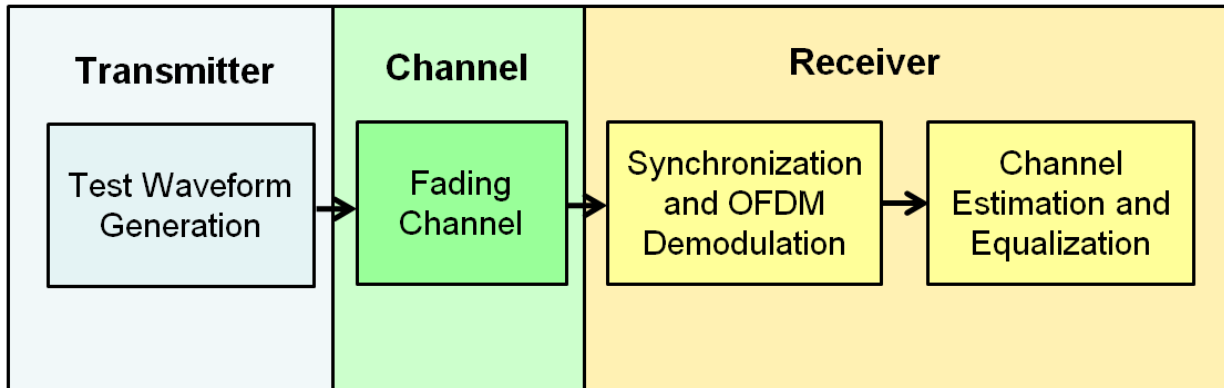 Transmitter
Channel
Receiver
Test Waveform
Generation
Fading
Channel
Synchronization
and OFDM
Demodulation
Channel
Estimation and
Equalization